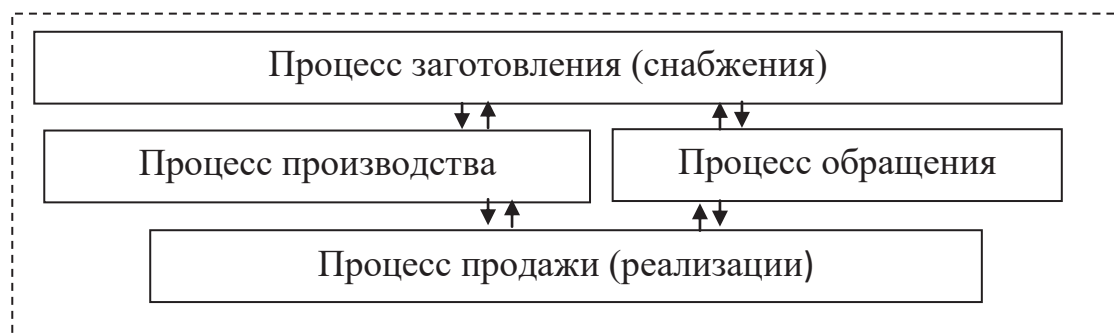 Процесс заготовления (снабжения)
Процесс производства
Процесс обращения
Процесс продажи (реализации)